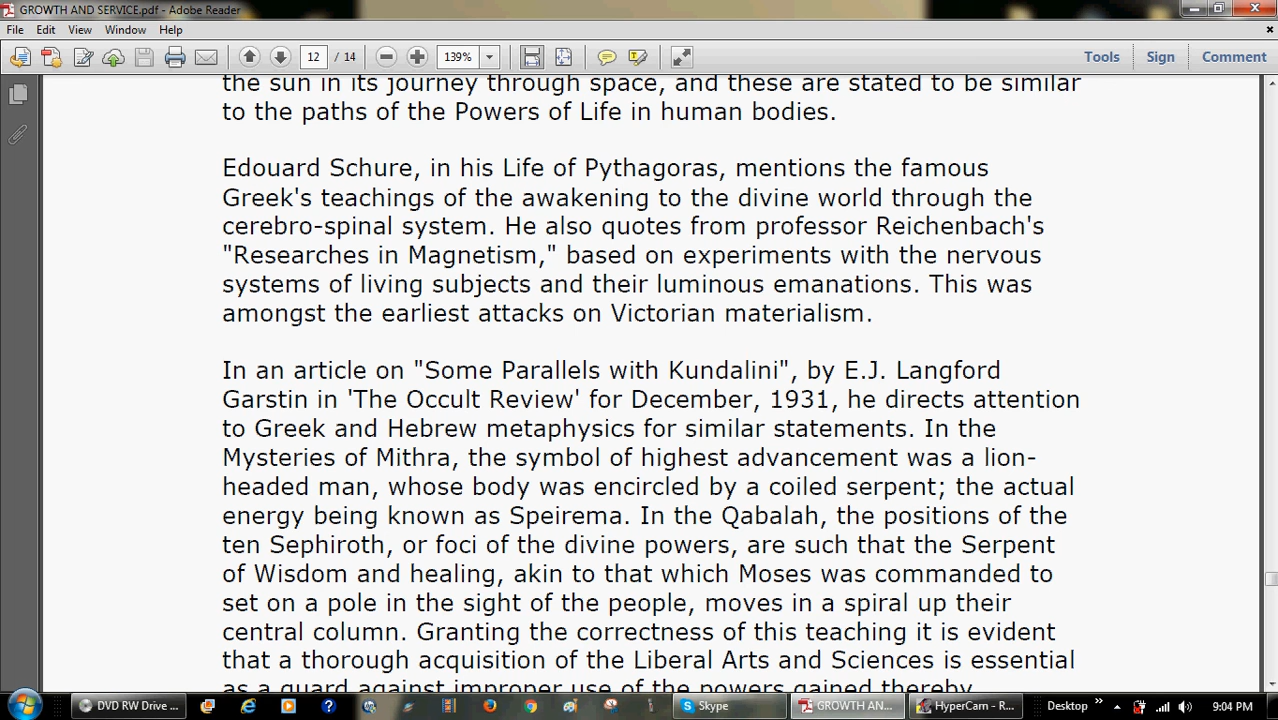 GROWTH AND SERVICE.pdf - Adobe Reader
File Edit View Window Help
12 / 14 139% Tools Sign Comment
the sun in its journey through space, and these are stated to be similar
to the paths of the Powers of Life in human bodies.
Edouard Schure, in his Life of Pythagoras, mentions the famous
Greek's teachings of the awakening to the divine world through the
cerebro-spinal system. He also quotes from professor Reichenbach's
"Researches in Magnetism," based on experiments with the nervous
systems of living subjects and their luminous emanations. This was
amongst the earliest attacks on Victorian materialism.
In an article on "Some Parallels with Kundalini", by E.J. Langford
Garstin in 'The Occult Review' for December, 1931, he directs attention
to Greek and Hebrew metaphysics for similar statements. In the
Mysteries of Mithra, the symbol of highest advancement was a lion-
headed man, whose body was encircled by a coiled serpent; the actual
energy being known as Speirema. In the Qabalah, the positions of the
ten Sephiroth, or foci of the divine powers, are such that the Serpent
of Wisdom and healing, akin to that which Moses was commanded to
set on a pole in the sight of the people, moves in a spiral up their
central column. Granting the correctness of this teaching it is evident
that a thorough acquisition of the Liberal Arts and Sciences is essential
as a guard against improper use of the powers gained thereby
DVD RW Drive ... Skype GROWTH AN... HyperCam - R... Desktop » 9:04 PM